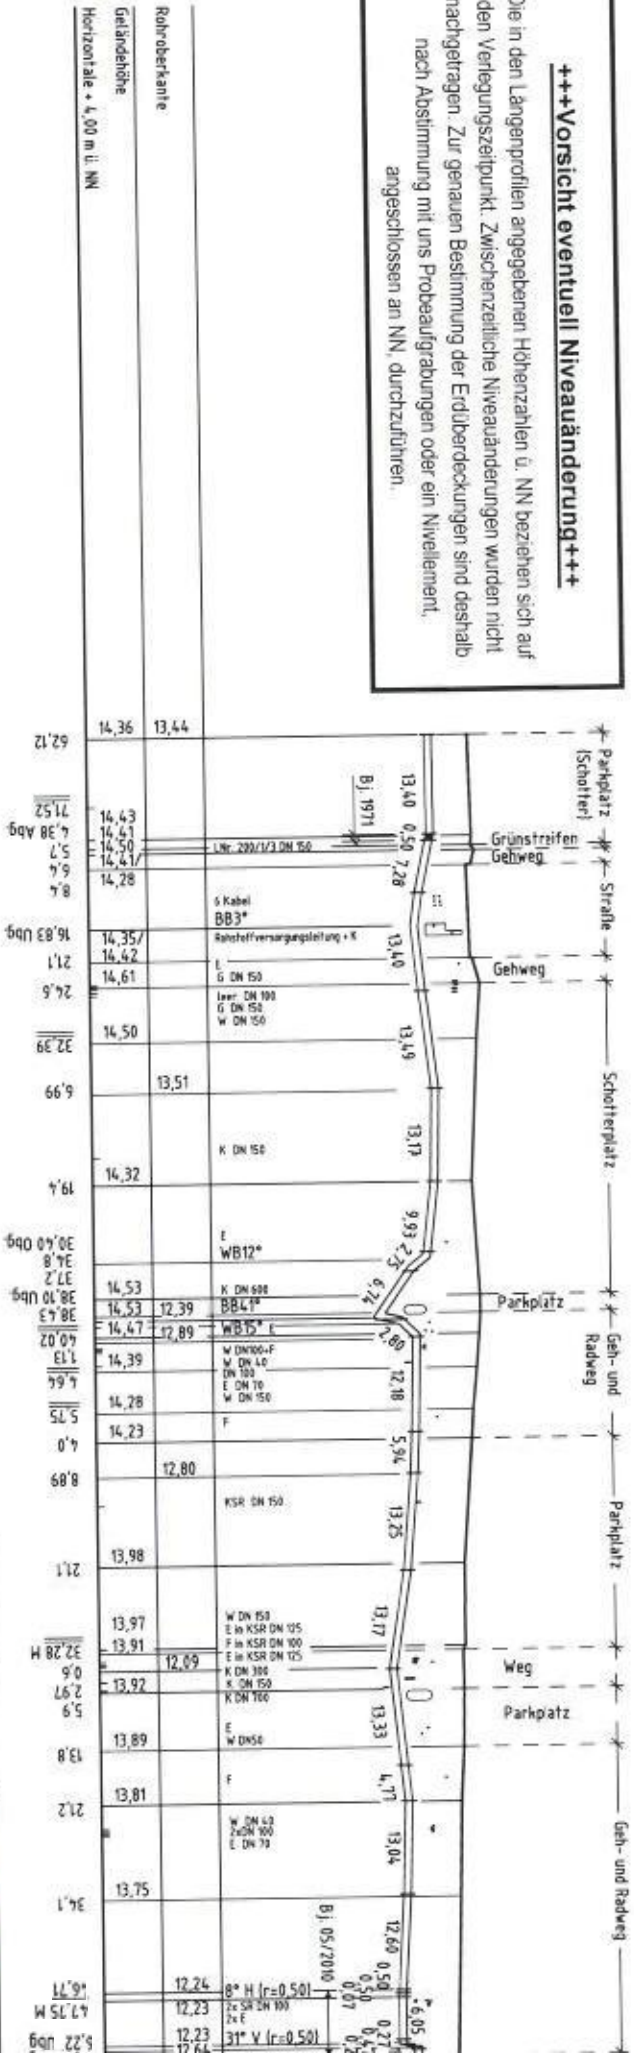 +++Vorsicht eventuell Niveauänderung+++
Die in den Längenprofilen angegebenen Höhenzahlen ü. NN beziehen sich auf
den Verlegungszeitpunkt. Zwischenzeitliche Niveauänderungen wurden nicht
nachgetragen. Zur genauen Bestimmung der Erdüberdeckungen sind deshalb
nach Abstimmung mit uns Probeaufgrabungen oder ein Nivellement,
angeschlossen an NN, durchzuführen.
Rohroberkante
Geländehöhe
Horizontale + 4,00 m ü. NN
Parkplatz
(Schotter)
Grünstreifen
Gehweg
Straße
Gehweg
Schotterplatz
Parkplatz
Geh- und
Radweg
Parkplatz
Weg
Parkplatz
Geh- und Radweg
13,40
0,50
7,28
13,40
13,49
13,17
9,93
2,75
6,74
2,80
12,18
5,94
13,25
13,17
13,33
4,77
13,04
12,60
0,50
0,50
0,07
6,05
0,27
Bj. 1971
Bj. 05/2010
LNr. 200/1/3 DN 150
6 Kabel
BB3*
Rohstoffversorgungsleitung + K
E
G DN 150
leer DN 100
G DN 150
W DN 150
K DN 150
E
WB12*
K DN 600
BB41*
WB15* E
W DN100+F
W DN 40
DN 100
E DN 70
W DN 150
F
KSR DN 150
W DN 150
E in KSR DN 125
F in KSR DN 100
E in KSR DN 125
K DN 300
K DN 150
K DN 700
E
W DN50
F
W DN 40
2xDN 100
E DN 70
8° H (r=0,50)
2x SR DN 100
2x E
31° V (r=0,50)
13,44
13,51
12,39
12,89
12,80
12,09
12,24
12,23
12,23
12,64
14,36
14,43
14,41
14,50
14,41/
14,28
14,35/
14,42
14,61
14,50
14,32
14,53
14,53
14,47
14,39
14,28
14,23
13,98
13,97
13,91
13,92
13,89
13,81
13,75
62,12
71,52
4,38 Abg.
5,7
6,4
8,4
16,83 Ubg.
21,1
24,6
32,39
6,99
19,4
30,40 Übg.
34,8
37,2
38,10 Übg.
38,43
40,02
1,13
4,64
5,75
4,0
8,89
21,1
32,28 M
0,6
2,97
5,9
13,8
21,2
34,1
6,71
47,75 M
5,22 Übg